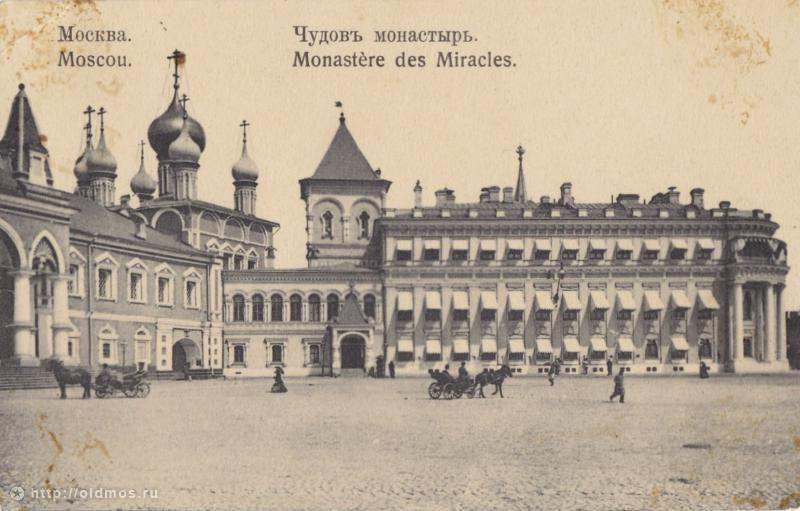 Москва.
Moscou.
Чудовъ монастырь.
Monastère des Miracles.
http://oldmos.ru